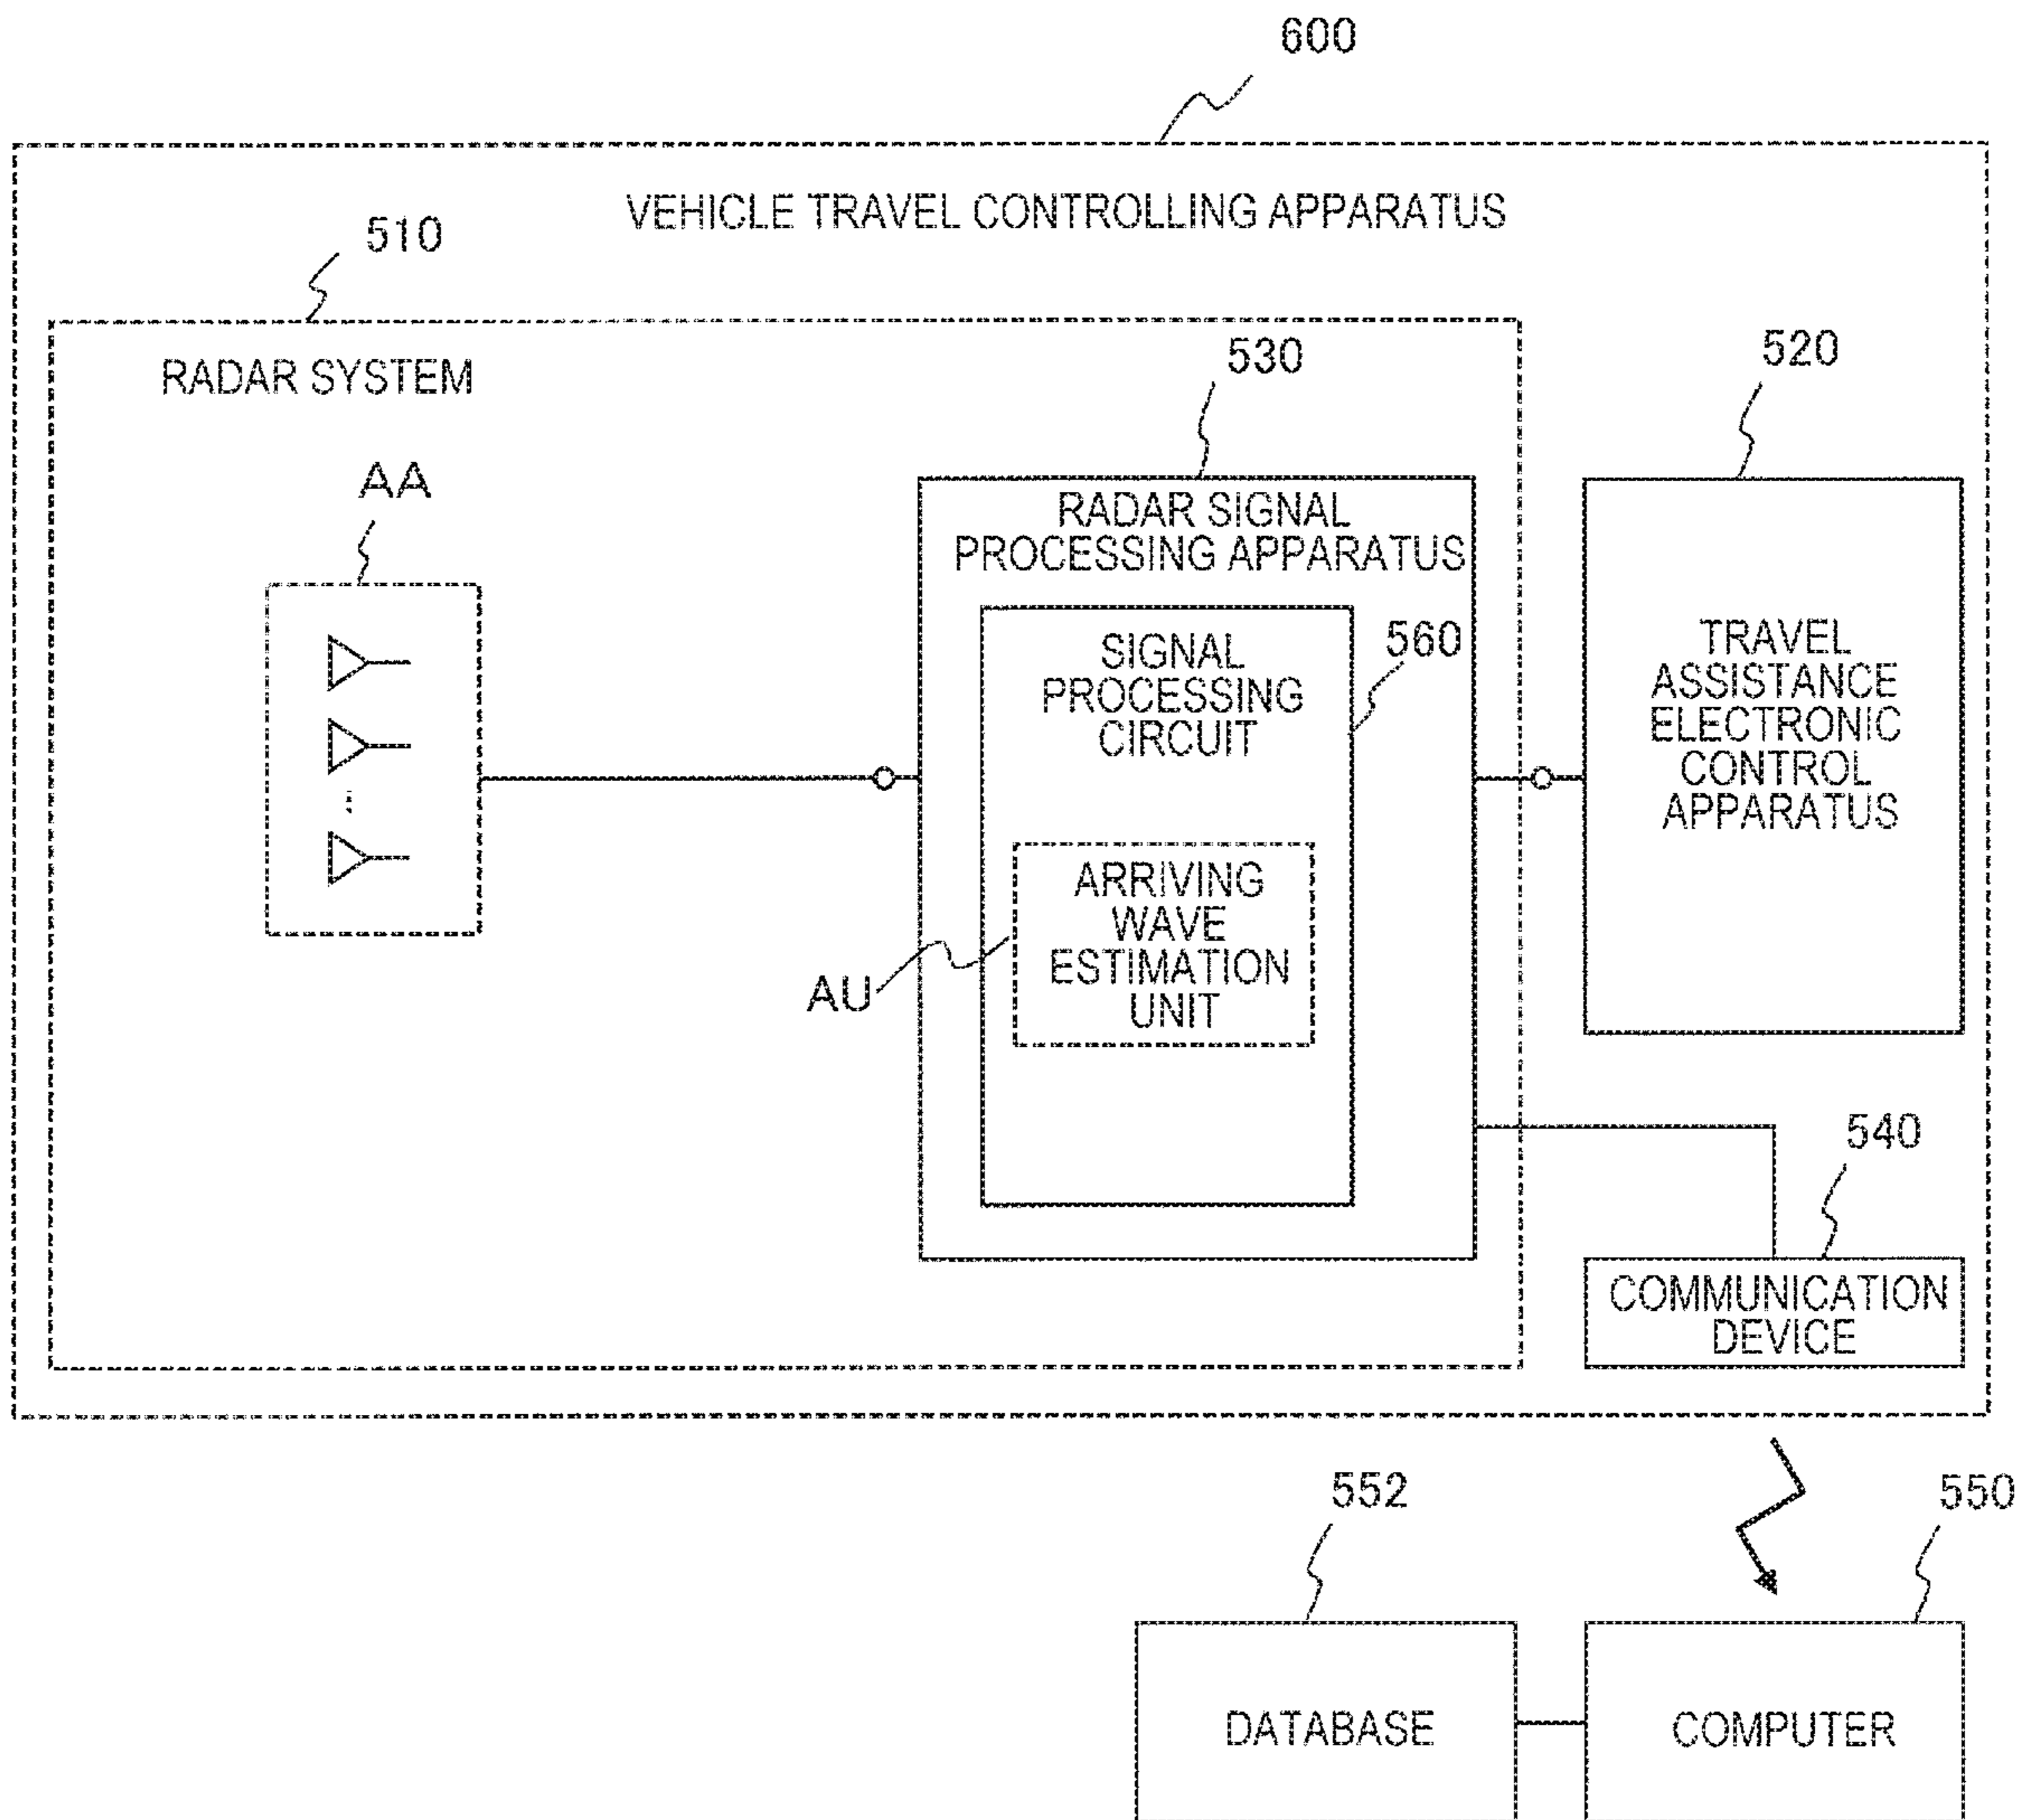 600
VEHICLE TRAVEL CONTROLLING APPARATUS
510
RADAR SYSTEM
530
520
AA
RADAR SIGNAL
PROCESSING APPARATUS
SIGNAL
PROCESSING
CIRCUIT
560
TRAVEL
ASSISTANCE
ELECTRONIC
CONTROL
APPARATUS
ARRIVING
WAVE
ESTIMATION
UNIT
AU
540
COMMUNICATION
DEVICE
552
550
DATABASE
COMPUTER